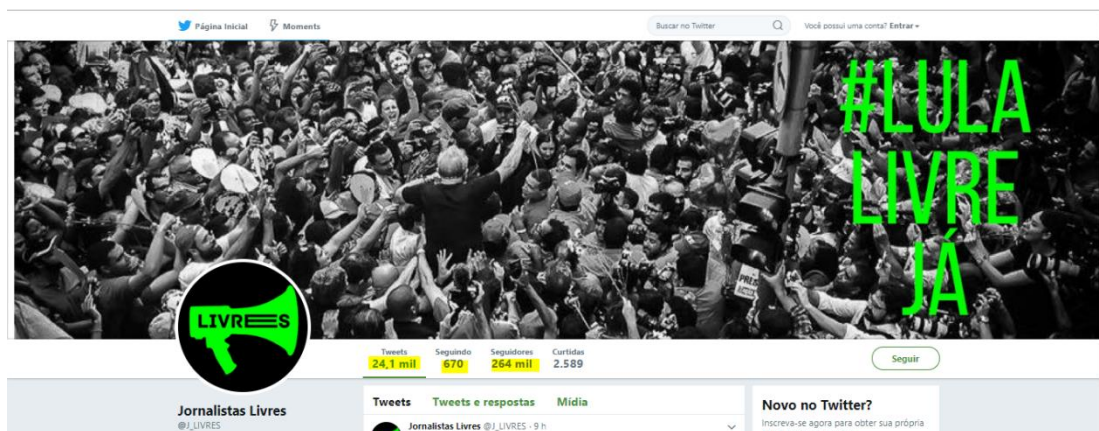 Página Inicial
Moments
Buscar no Twitter
Você possui uma conta? Entrar
#LULA
LIVRE
JÁ
LIVRES
Tweets Seguindo Seguidores Curtidas
24,1 mil 670 264 mil 2.589
Seguir
Jornalistas Livres
@J_LIVRES
Tweets Tweets e respostas Mídia
Jornalistas Livres @J_LIVRES · 9 h
Novo no Twitter?
Inscreva-se agora para obter sua própria